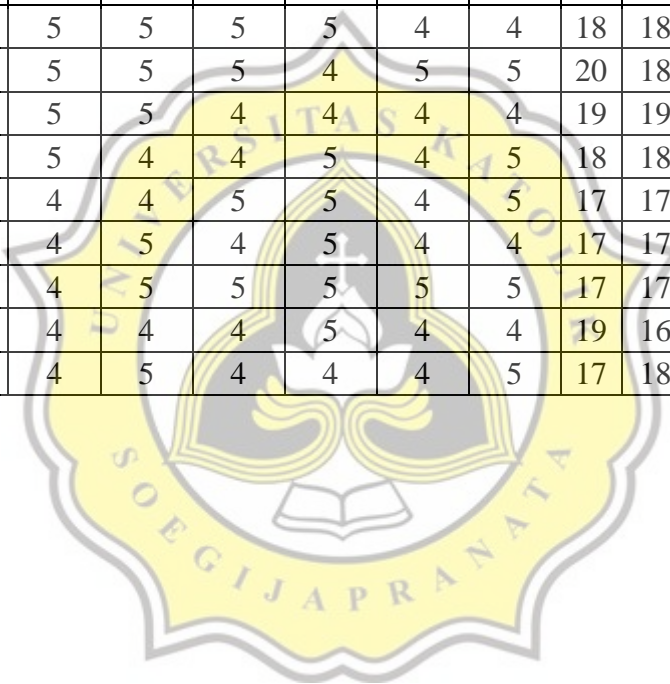 5 5 5 5 4 4 18 18
5 5 5 4 5 5 20 18
5 5 4 4 4 4 19 19
5 4 4 5 4 5 18 18
4 4 5 5 4 5 17 17
4 5 4 5 4 4 17 17
4 5 5 5 5 5 17 17
4 4 4 5 4 4 19 16
4 5 4 4 4 5 17 18
UNIVERSITAS KATOLIK
SOEGIJAPRANATA